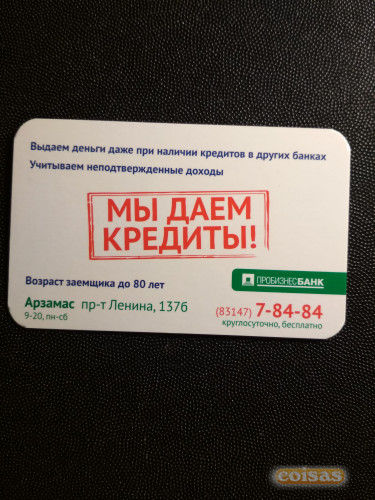 Выдаем деньги даже при наличии кредитов в других банках
Учитываем неподтвержденные доходы
МЫ ДАЕМ
КРЕДИТЫ!
Возраст заемщика до 80 лет
ПРОБИЗНЕСБАНК
Арзамас пр-т Ленина, 137б
9-20, пн-сб
(83147) 7-84-84
круглосуточно, бесплатно
coisas